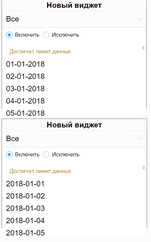 Новый виджет
Все
Включить Исключить
Достигнут лимит данных
01-01-2018
02-01-2018
03-01-2018
04-01-2018
05-01-2018
Новый виджет
Все
Включить Исключить
Достигнут лимит данных
2018-01-01
2018-01-02
2018-01-03
2018-01-04
2018-01-05